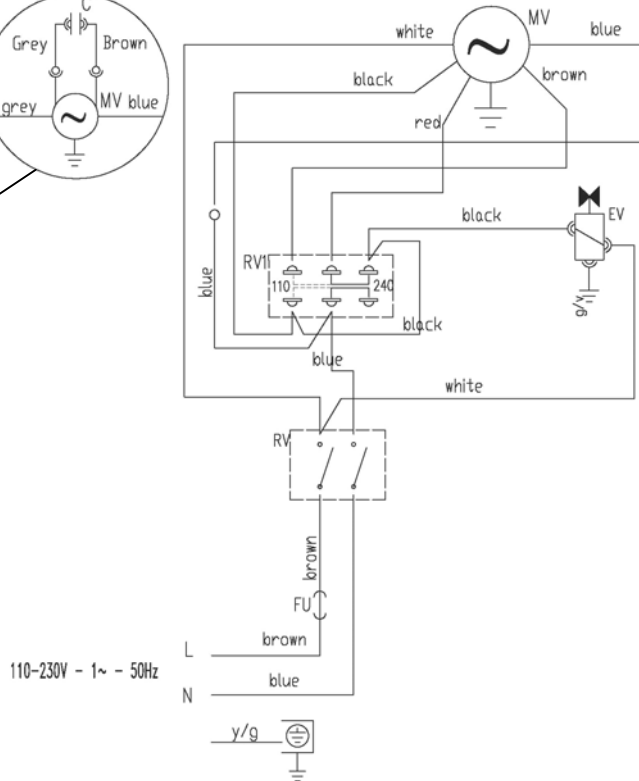 C
Grey
Brown
grey
MV
blue
white
MV
blue
black
brown
red
black
EV
g/y
blue
RV1
110
240
black
blue
white
RV
brown
FU
L
brown
110-230V - 1~ - 50Hz
N
blue
y/g